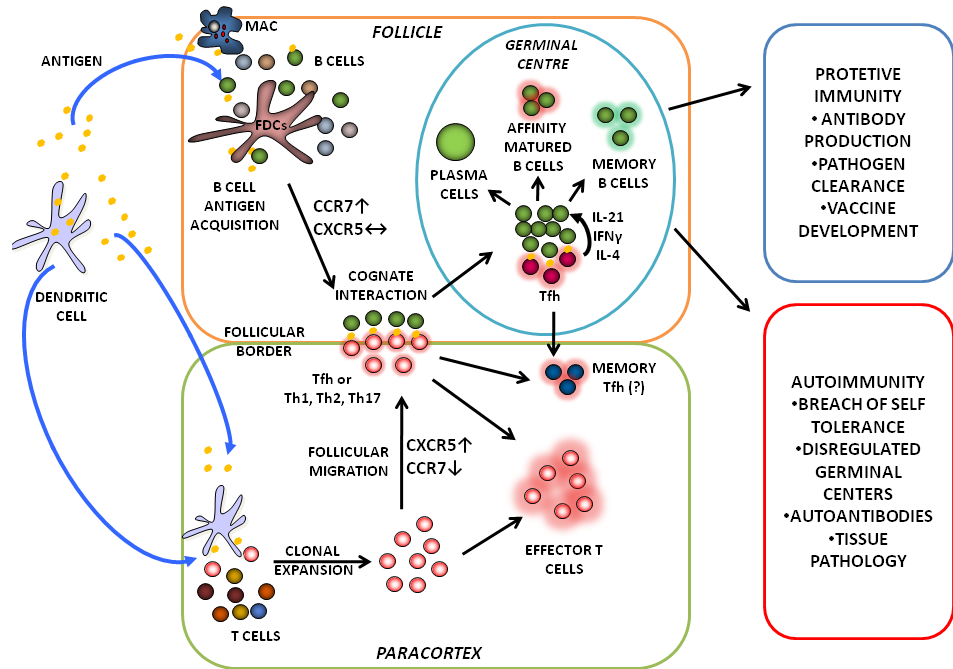 MAC
FOLLICLE
ANTIGEN
B CELLS
FDCs
B CELL
ANTIGEN
ACQUISITION
CCR7↑
CXCR5↔
GERMINAL
CENTRE
AFFINITY
MATURED
B CELLS
PLASMA
CELLS
MEMORY
B CELLS
IL-21
IFNγ
IL-4
Tfh
DENDRITIC
CELL
COGNATE
INTERACTION
FOLLICULAR
BORDER
Tfh or
Th1, Th2, Th17
MEMORY
Tfh (?)
FOLLICULAR
MIGRATION
CXCR5↑
CCR7↓
CLONAL
EXPANSION
EFFECTOR T
CELLS
T CELLS
PARACORTEX
PROTETIVE
IMMUNITY
• ANTIBODY
PRODUCTION
•PATHOGEN
CLEARANCE
•VACCINE
DEVELOPMENT
AUTOIMMUNITY
•BREACH OF SELF
TOLERANCE
•DISREGULATED
GERMINAL
CENTERS
•AUTOANTIBODIES
•TISSUE
PATHOLOGY